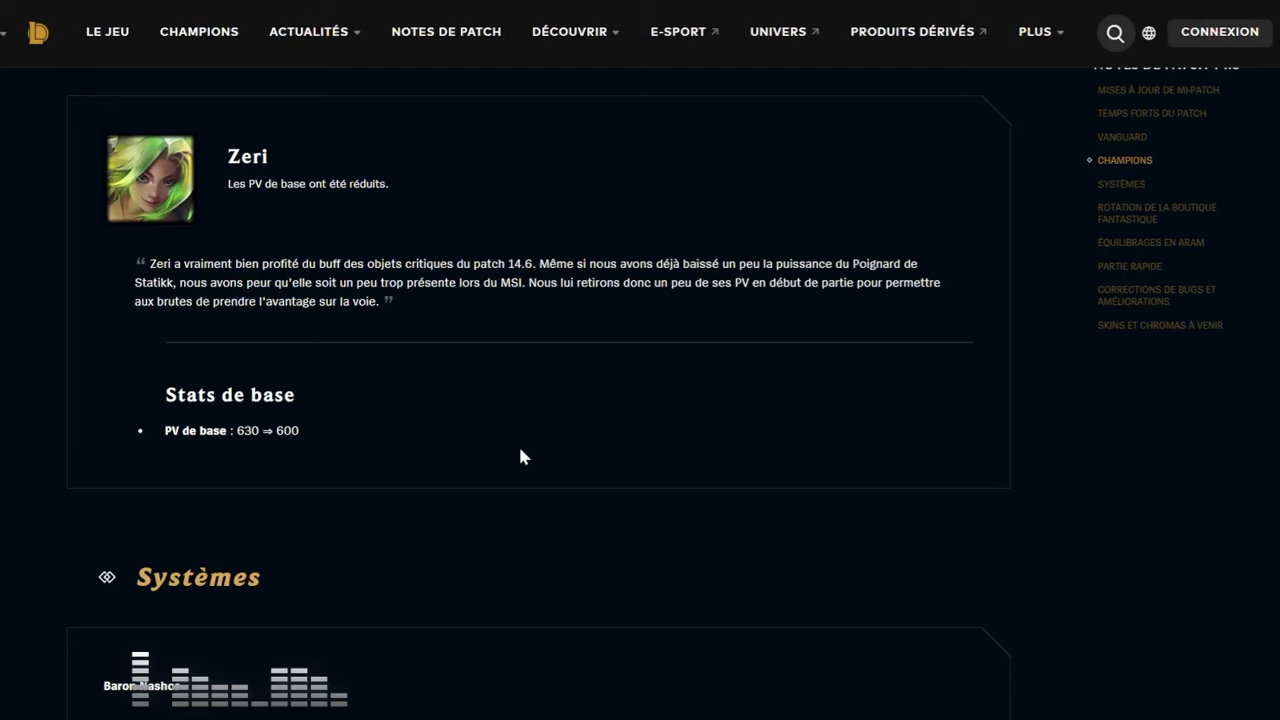 LE JEU CHAMPIONS ACTUALITÉS NOTES DE PATCH DÉCOUVRIR E-SPORT UNIVERS PRODUITS DÉRIVÉS PLUS CONNEXION
MISES À JOUR DE MI-PATCH
TEMPS FORTS DU PATCH
VANGUARD
CHAMPIONS
SYSTÈMES
ROTATION DE LA BOUTIQUE
FANTASTIQUE
ÉQUILIBRAGES EN ARAM
PARTIE RAPIDE
CORRECTIONS DE BUGS ET
AMÉLIORATIONS
SKINS ET CHROMAS À VENIR
Zeri
Les PV de base ont été réduits.
“ Zeri a vraiment bien profité du buff des objets critiques du patch 14.6. Même si nous avons déjà baissé un peu la puissance du Poignard de
Statikk, nous avons peur qu'elle soit un peu trop présente lors du MSI. Nous lui retirons donc un peu de ses PV en début de partie pour permettre
aux brutes de prendre l'avantage sur la voie. ”
Stats de base
• PV de base : 630 ⇒ 600
Systèmes
Baron Nashor